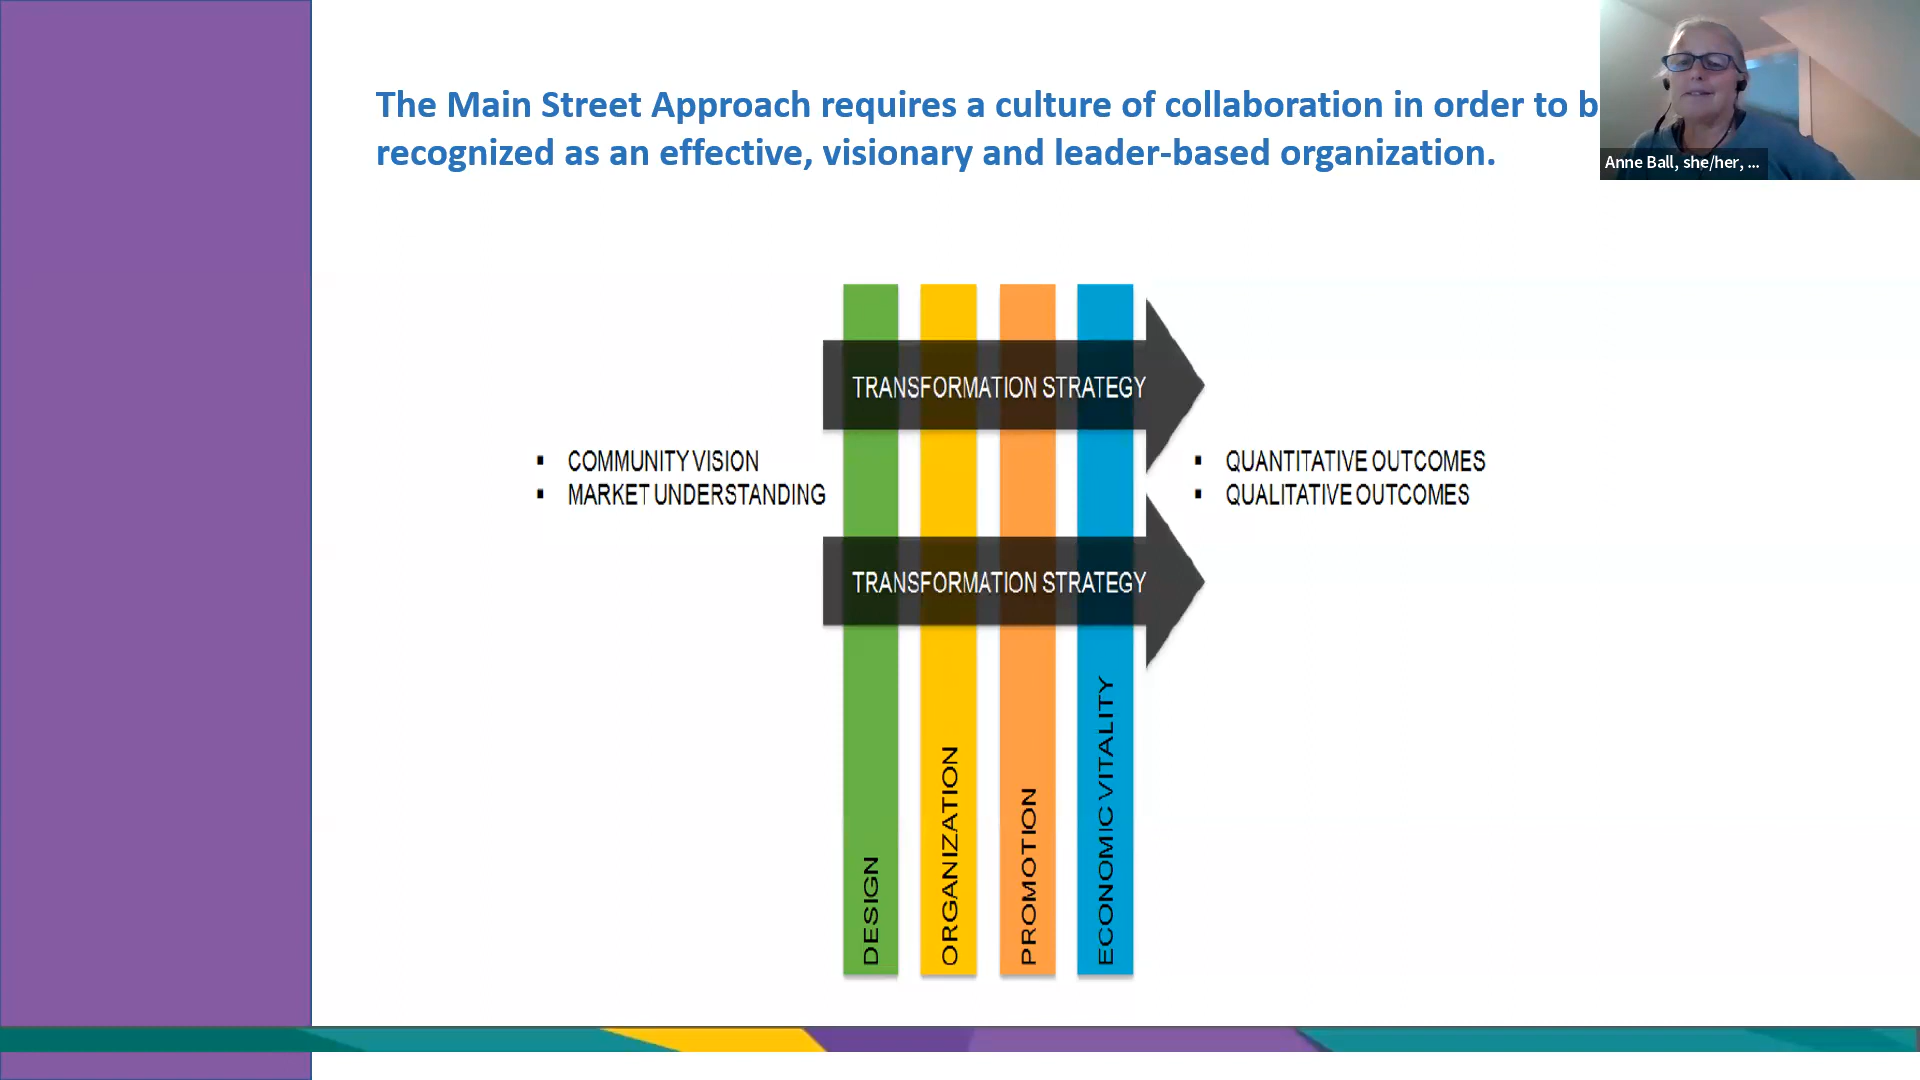 The Main Street Approach requires a culture of collaboration in order to b
recognized as an effective, visionary and leader-based organization.
Anne Ball, she/her, ...
TRANSFORMATION STRATEGY
▪ COMMUNITY VISION
▪ MARKET UNDERSTANDING
▪ QUANTITATIVE OUTCOMES
▪ QUALITATIVE OUTCOMES
TRANSFORMATION STRATEGY
DESIGN
ORGANIZATION
PROMOTION
ECONOMIC VITALITY